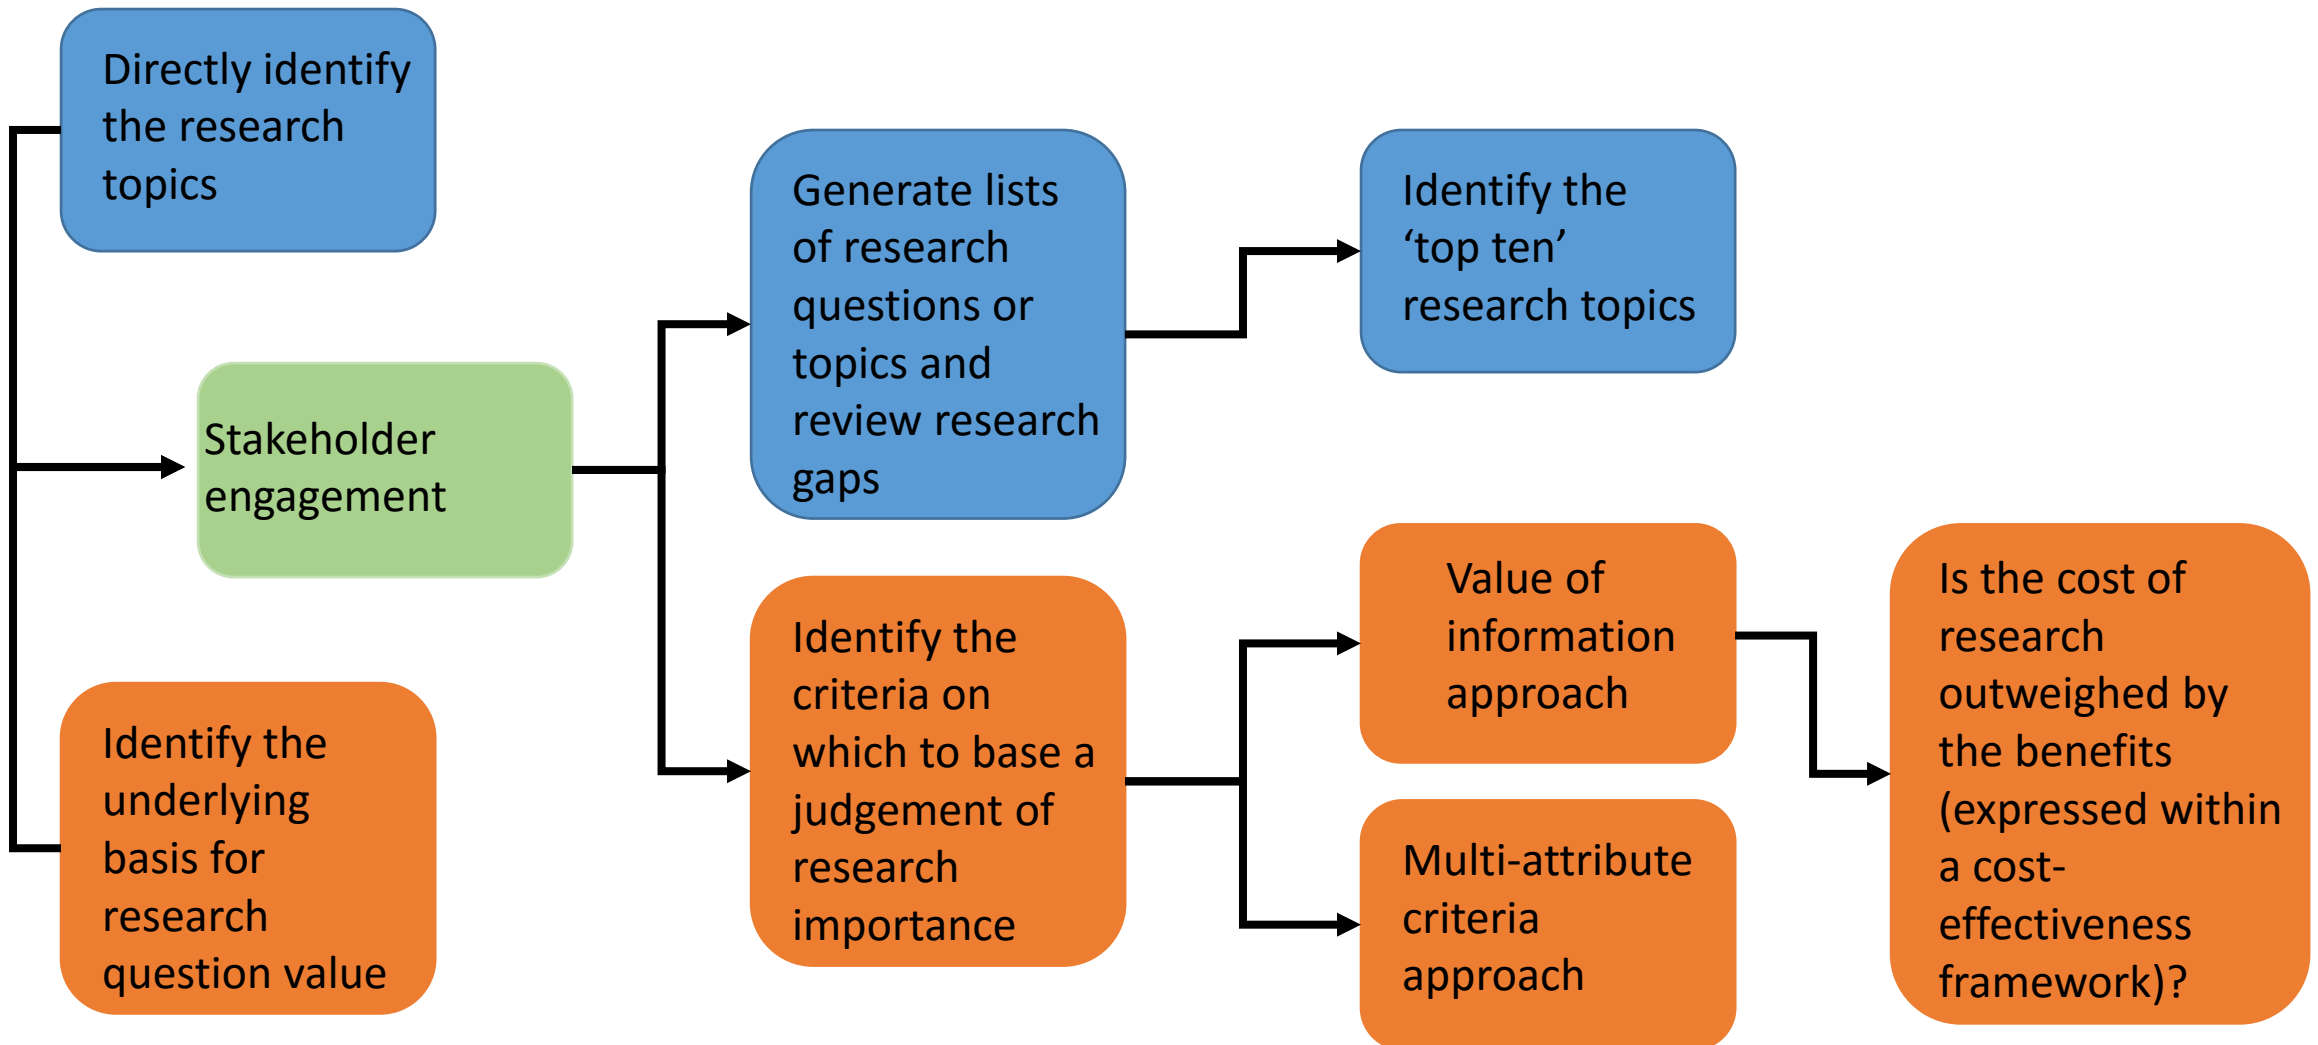 Directly identify
the research
topics
Stakeholder
engagement
Identify the
underlying
basis for
research
question value
Generate lists
of research
questions or
topics and
review research
gaps
Identify the
criteria on
which to base a
judgement of
research
importance
Identify the
‘top ten’
research topics
Value of
information
approach
Multi-attribute
criteria
approach
Is the cost of
research
outweighed by
the benefits
(expressed within
a cost-
effectiveness
framework)?